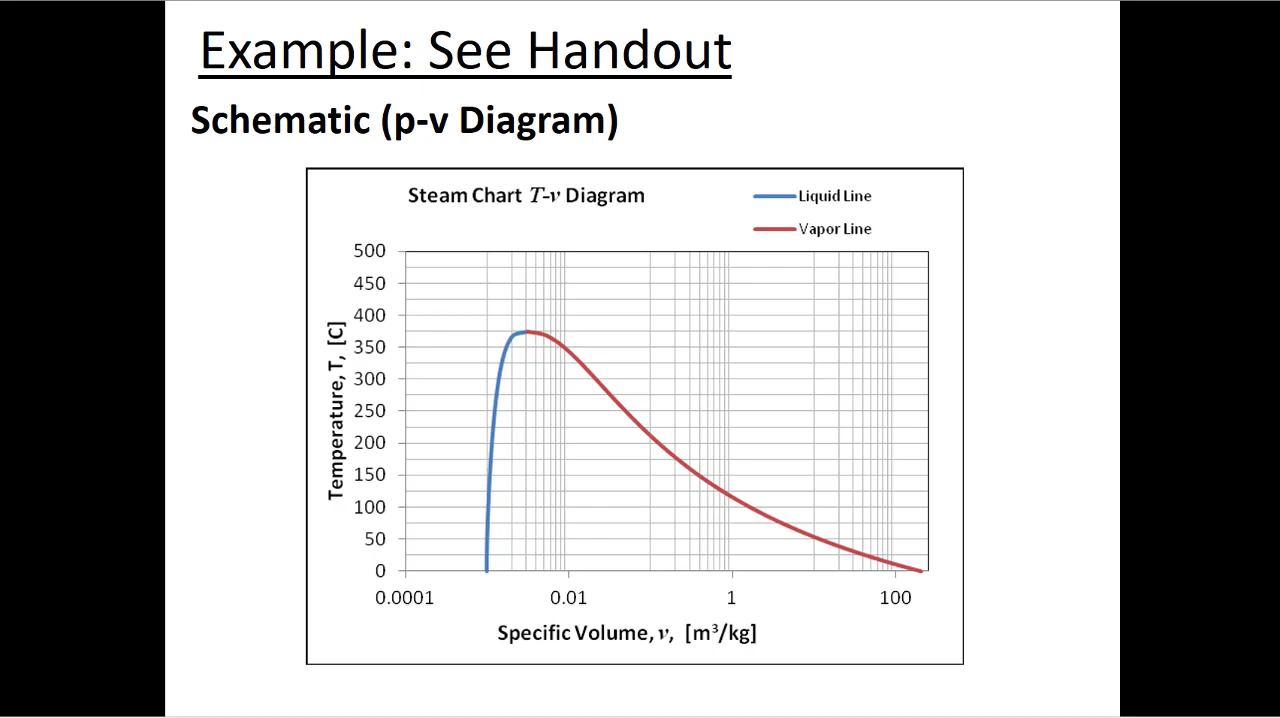 Example: See Handout
Schematic (p-v Diagram)
Steam Chart T-v Diagram
Liquid Line
Vapor Line
500
450
400
350
300
250
200
150
100
50
0
Temperature, T, [C]
0.0001
0.01
1
100
Specific Volume, v, [m³/kg]